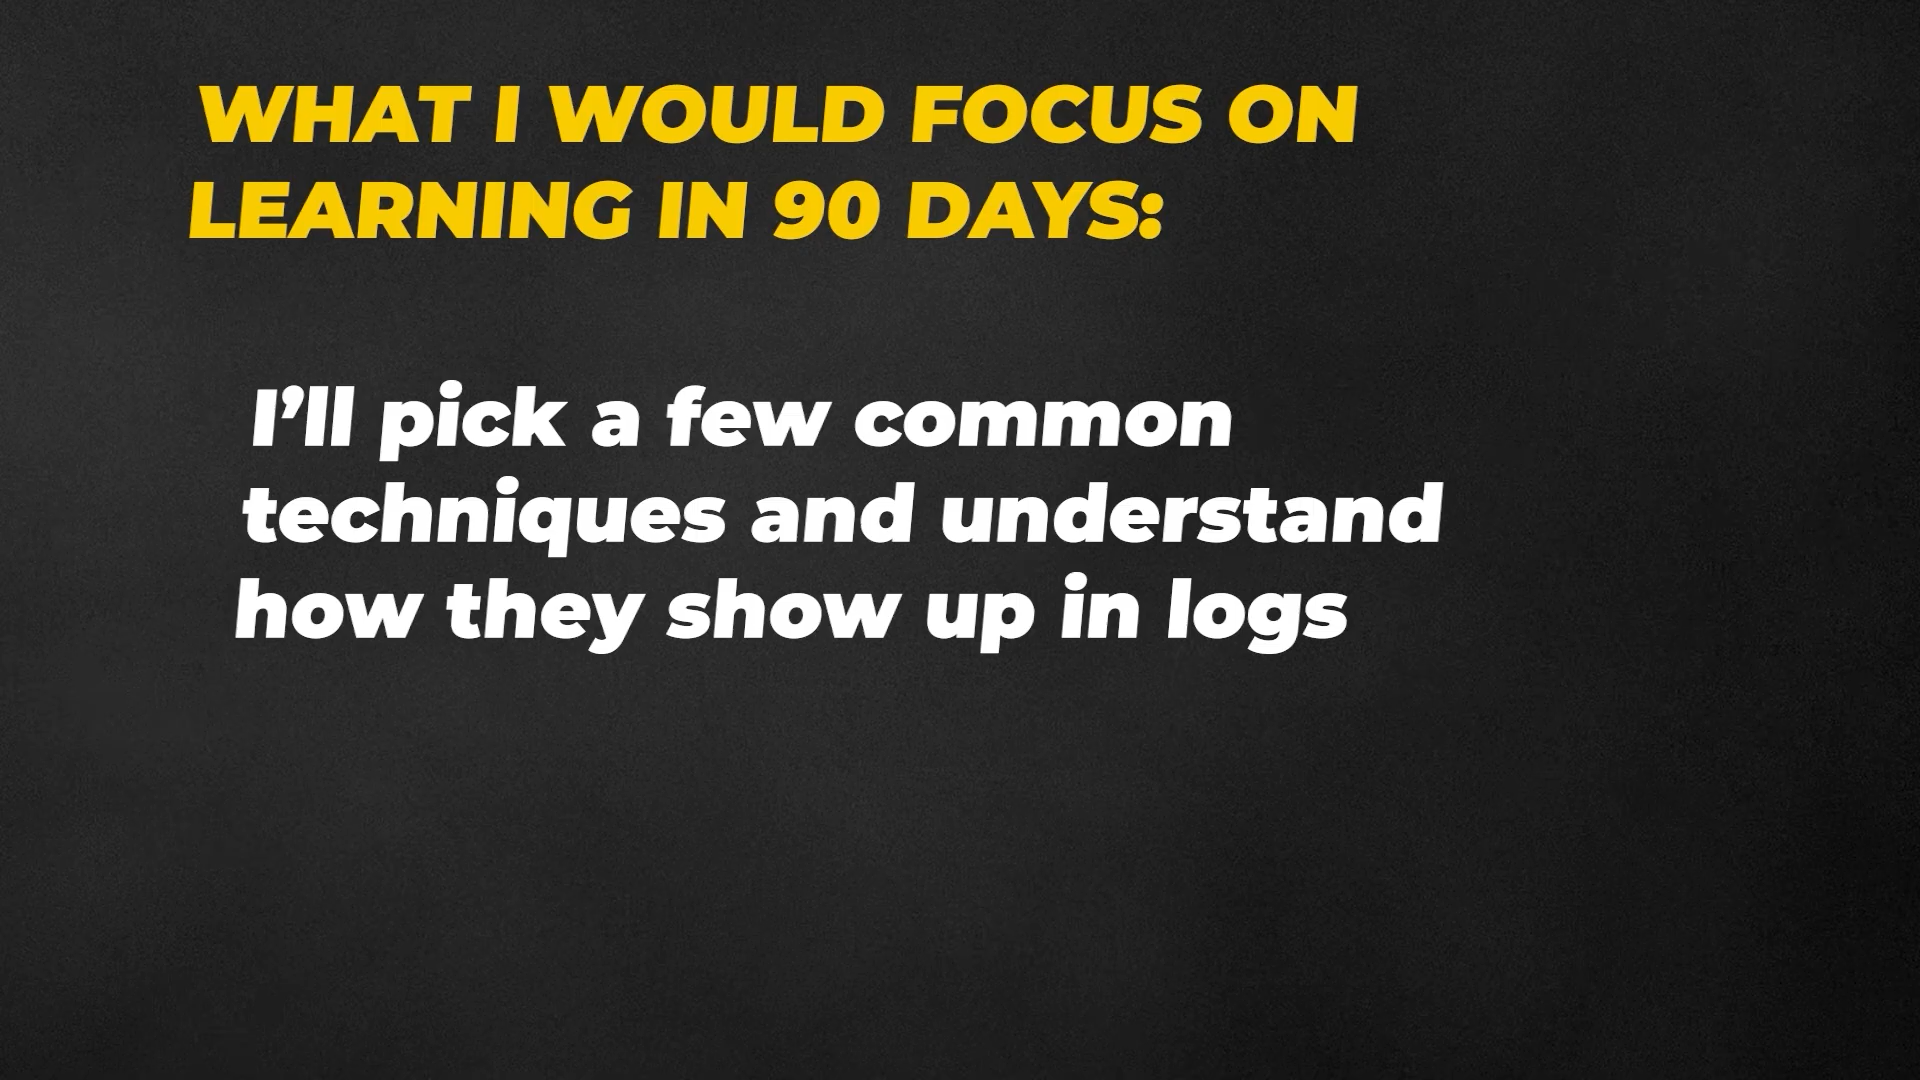 WHAT I WOULD FOCUS ON
LEARNING IN 90 DAYS:
I’ll pick a few common
techniques and understand
how they show up in logs